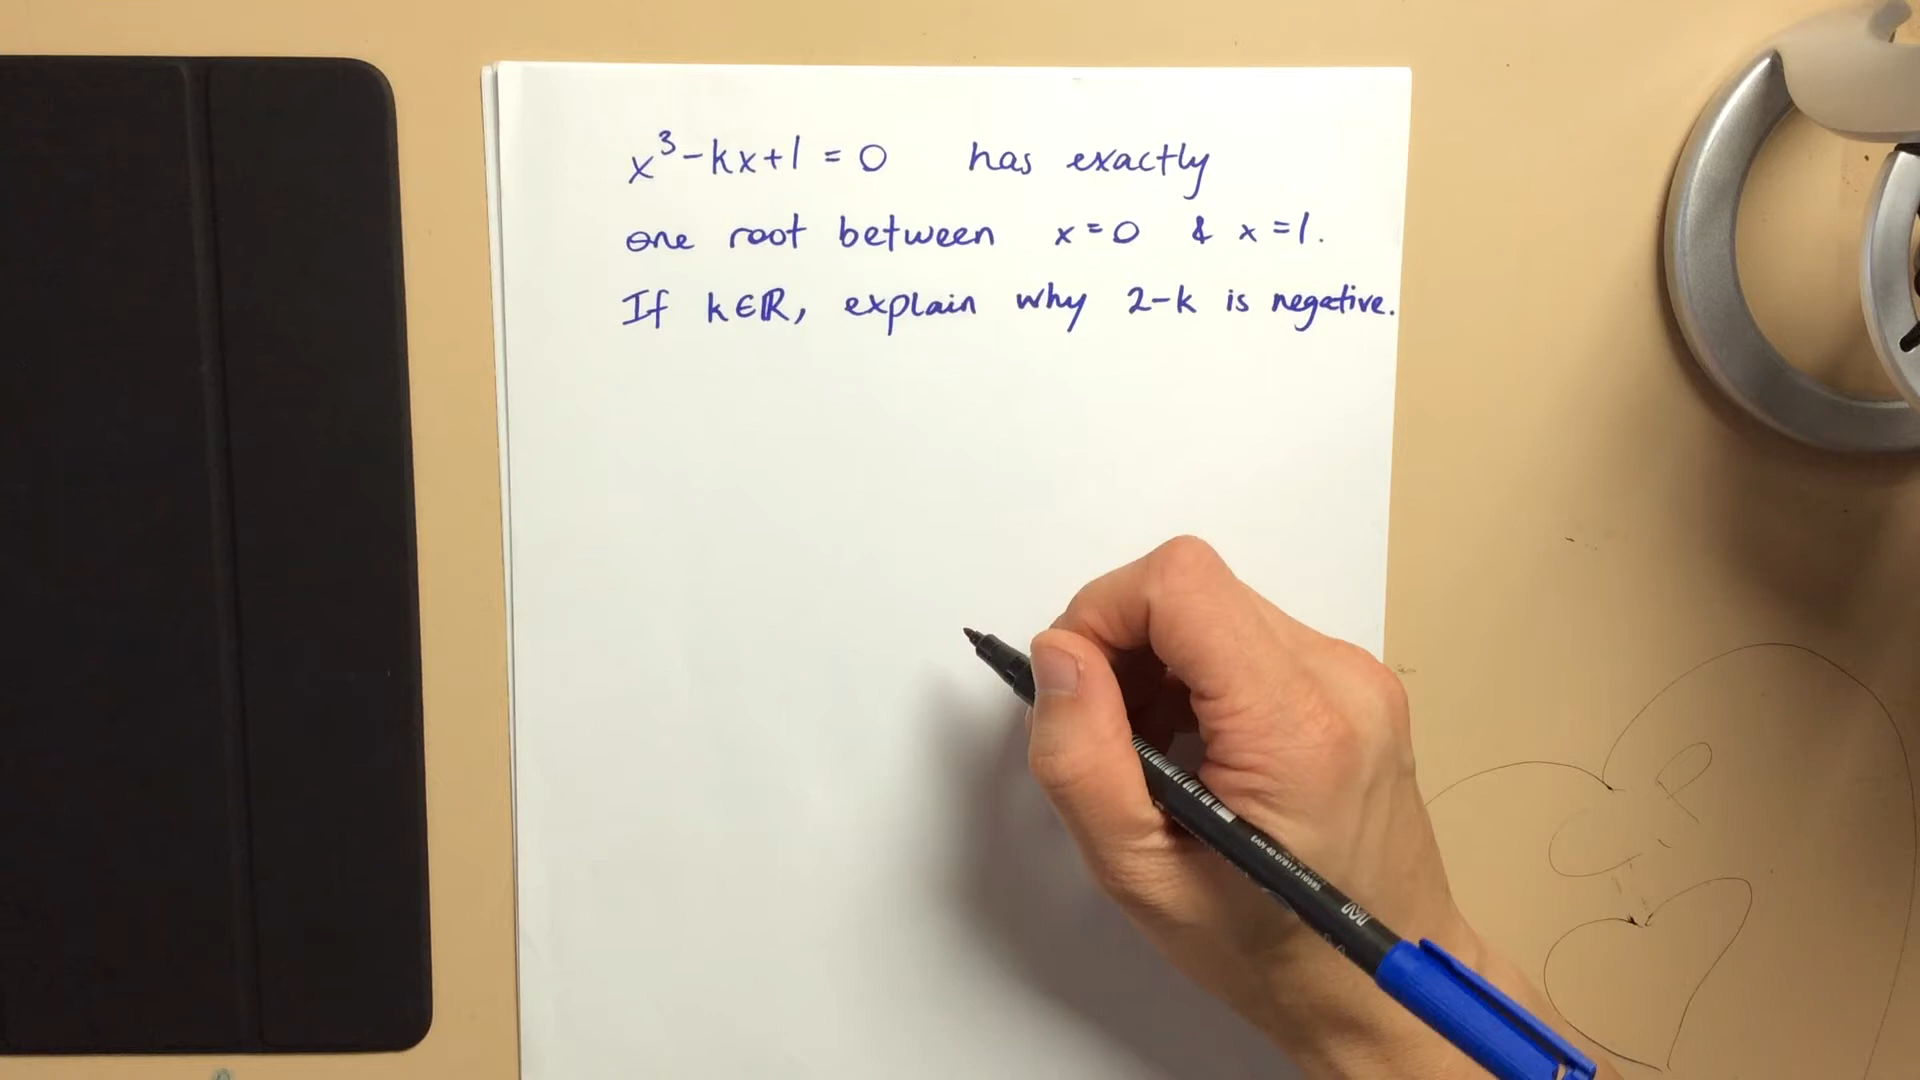 x³-kx+1 = 0 has exactly
one root between x=0 & x=1.
If k∈ℝ, explain why 2-k is negative.
M